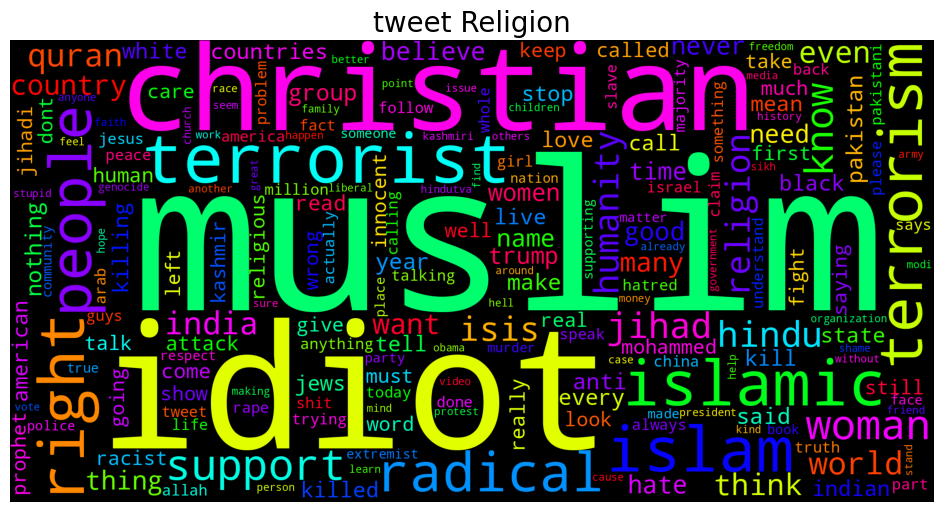 tweet Religion
quran white countries believe keep called never even
country christian take
care race problem group follow stop whole slave majority much back
better point issue freedom media
dont jihadi anyone feel faith church family children mean history
jesus work america fact someone kashmiri others love call need first
peace happen human terrorist girl women time something black know pakistan pakistani
stupid genocide another million liberal hindutva find nation israel claim sikh please army
people nothing community killing hope arab read innocent calling live humanity religion good
muslim great name matter already understand saying says terrorism
left kashmir religious wrong actually year talking well supporting trump many government fight modi
place around make hatred money
guys sure hell organization
right india give want isis real jihad hindu state
talk attack tell speak mohammed shame
true respect anything obama murder case china kill without
prophet american going come party jews must every anti islamic still
show making video protest help made president face
idiot tweet rape shit today mind done really look always said woman friend
vote police life trying word kind book
racist support extremist radical islam truth world
thing allah person killed learn cause hate think indian part stand
seem